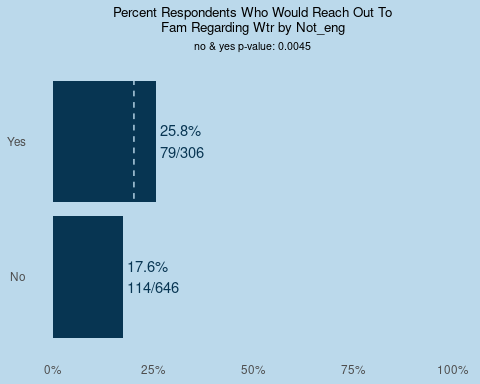 Percent Respondents Who Would Reach Out To
Fam Regarding Wtr by Not_eng
no & yes p-value: 0.0045
Yes
25.8%
79/306
No
17.6%
114/646
0% 25% 50% 75% 100%